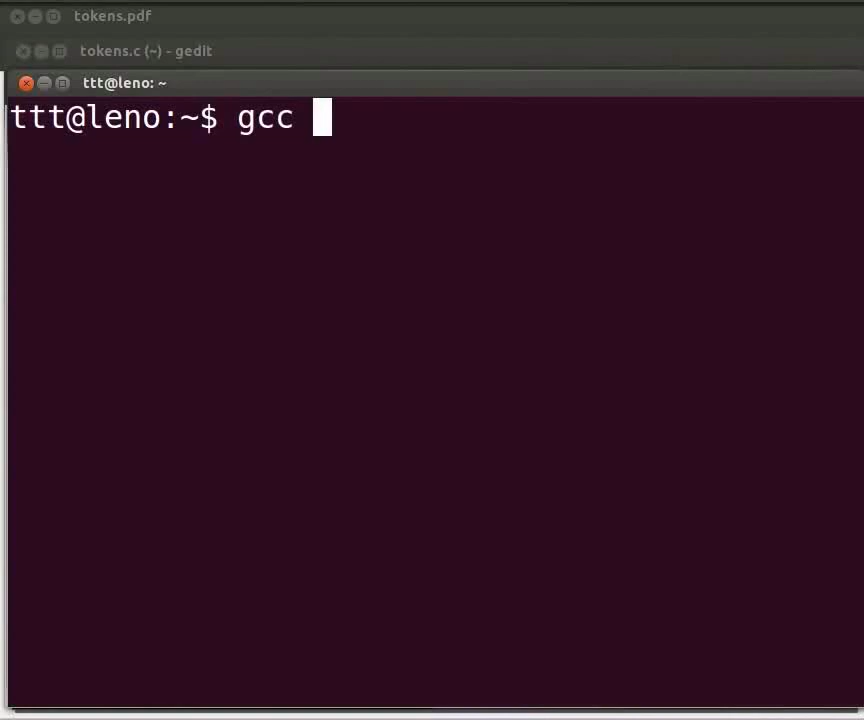 tokens.pdf
tokens.c (~) - gedit
ttt@leno: ~
ttt@leno:~$ gcc